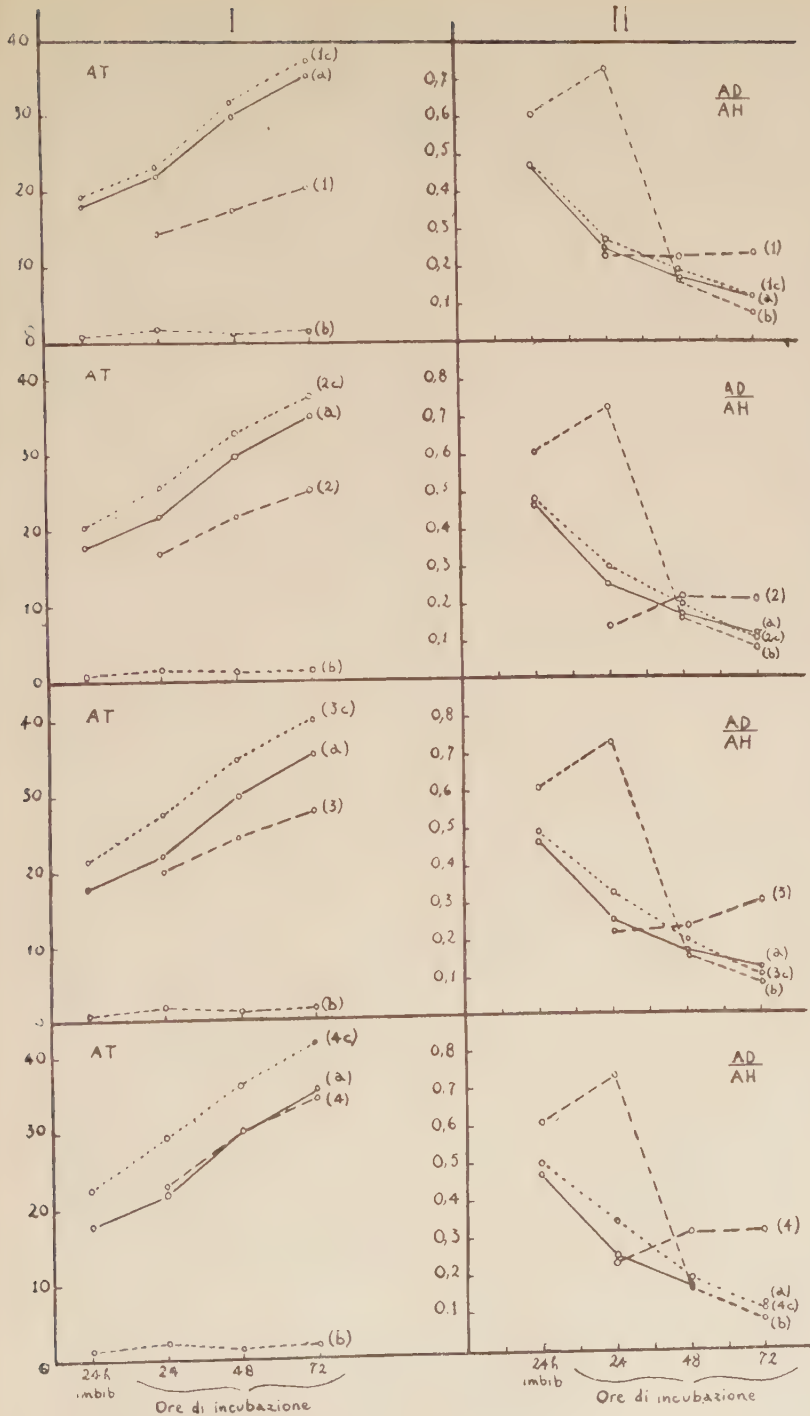 I II
40
AT (1c) (a)
30
20 (1)
10
0 (b)
0,7 AD
AH
0,6
0,5
0,4
0,3
0,2 (1)
0,1 (1c)
(a)
(b)
40 AT (2c)
(a)
30
20 (2)
10
0 (b)
0,8 AD
AH
0,7
0,6
0,5
0,4
0,3
0,2 (2)
0,1 (a)
(2c)
(b)
40 AT (3c)
(a)
30 (3)
20
10
0 (b)
0,8 AD
AH
0,7
0,6
0,5
0,4
0,3 (3)
0,2
0,1 (a)
(3c)
(b)
40 AT (4c)
(a)
30 (4)
20
10
0 (b)
0,8 AD
AH
0,7
0,6
0,5
0,4
0,3 (4)
0,2
0,1 (a)
(4c)
(b)
24h 24 48 72
imbib
Ore di incubazione
24h 24 48 72
imbib
Ore di incubazione